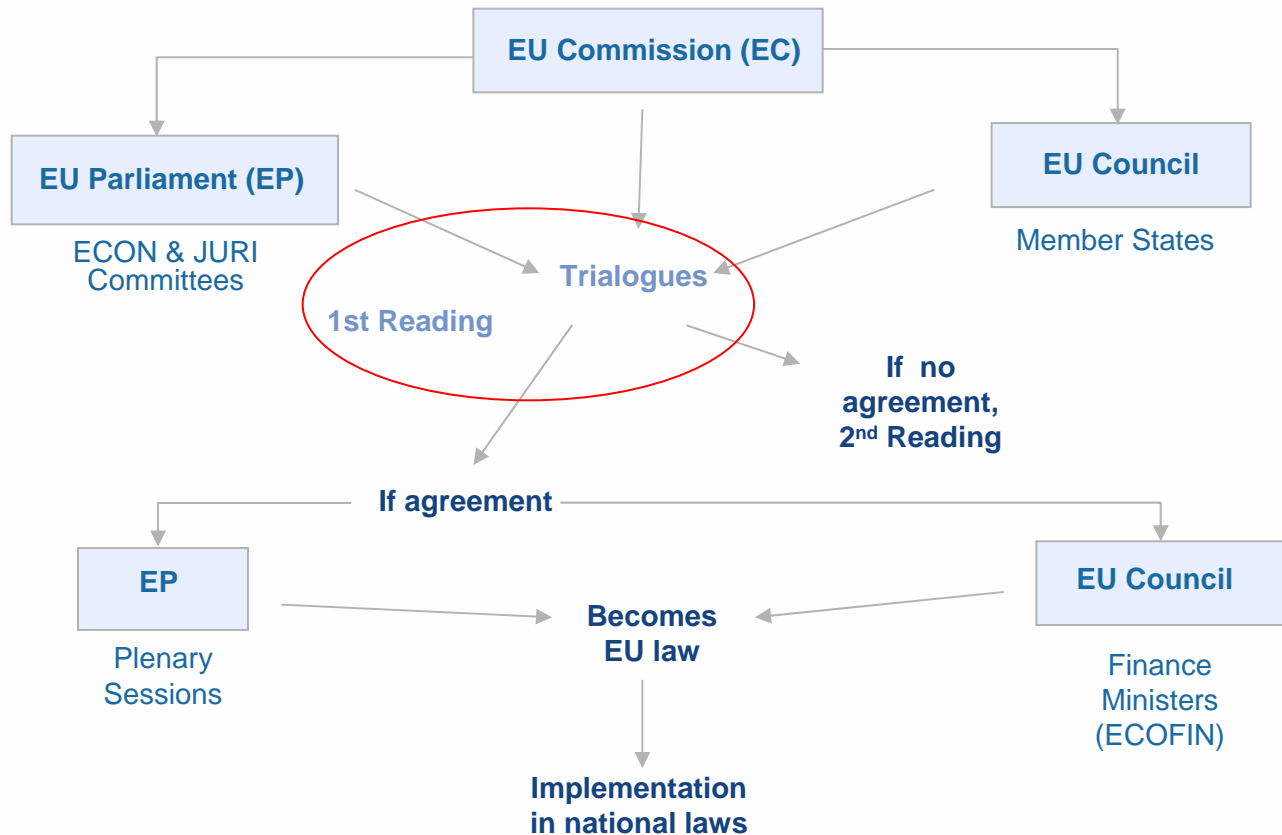 EU Commission (EC)
EU Parliament (EP)
ECON & JURI
Committees
EU Council
Member States
Trialogues
1st Reading
If no
agreement,
2nd Reading
If agreement
EP
Plenary
Sessions
EU Council
Finance
Ministers
(ECOFIN)
Becomes
EU law
Implementation
in national laws